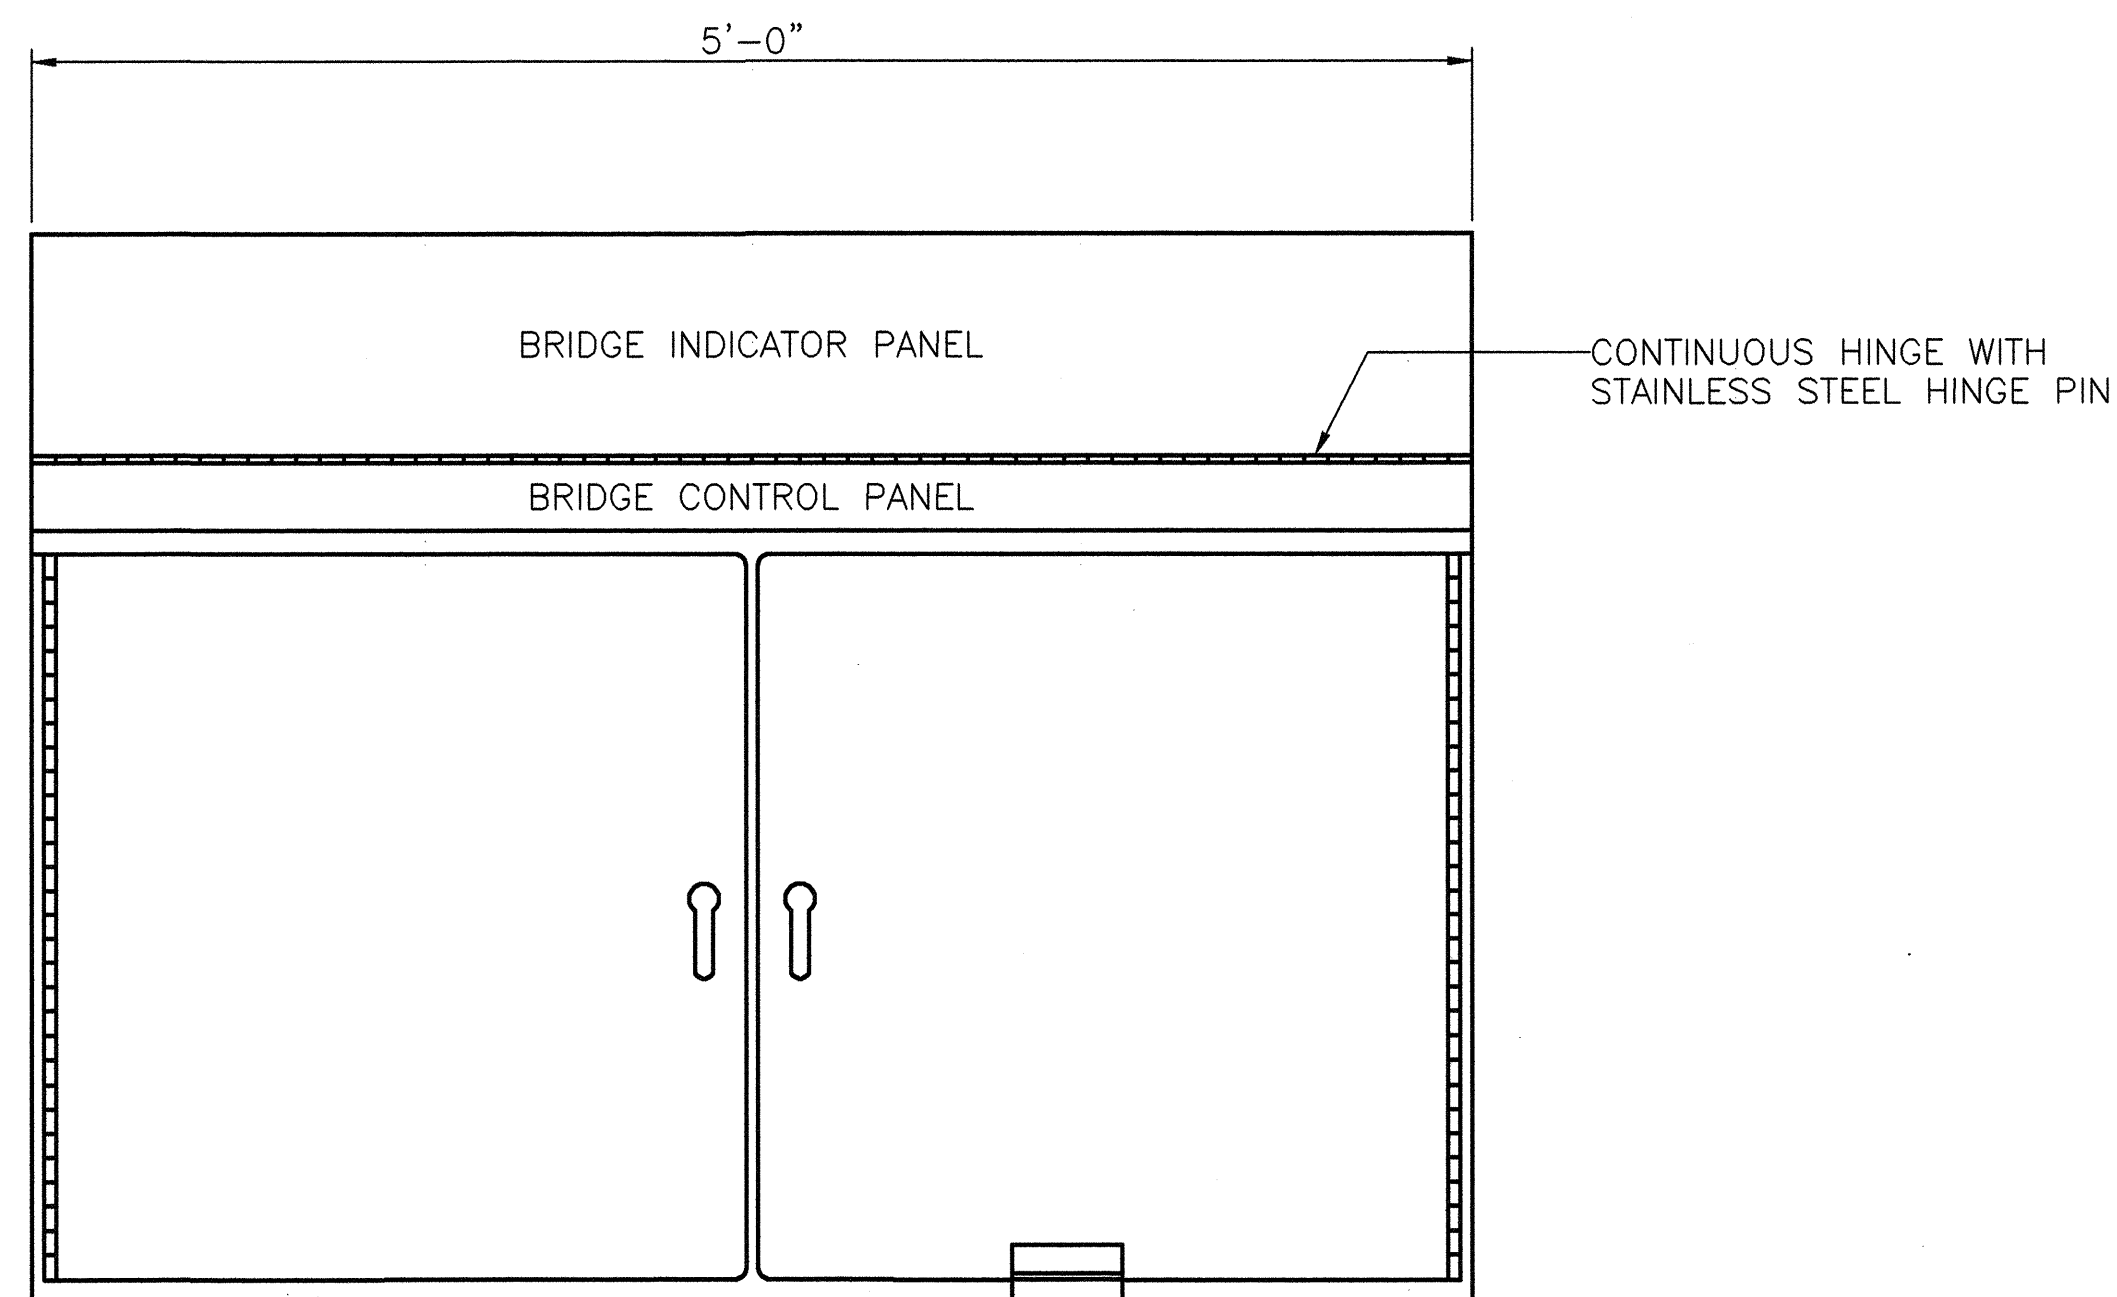 5'-0"
BRIDGE INDICATOR PANEL
CONTINUOUS HINGE WITH
STAINLESS STEEL HINGE PIN
BRIDGE CONTROL PANEL